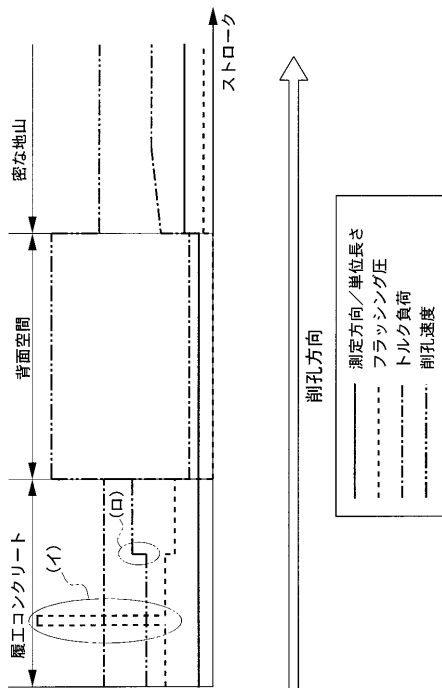 履工コンクリート
背面空間
密な地山
(イ)
(ロ)
ストローク
削孔方向
測定方向／単位長さ
フラッシング圧
トルク負荷
削孔速度